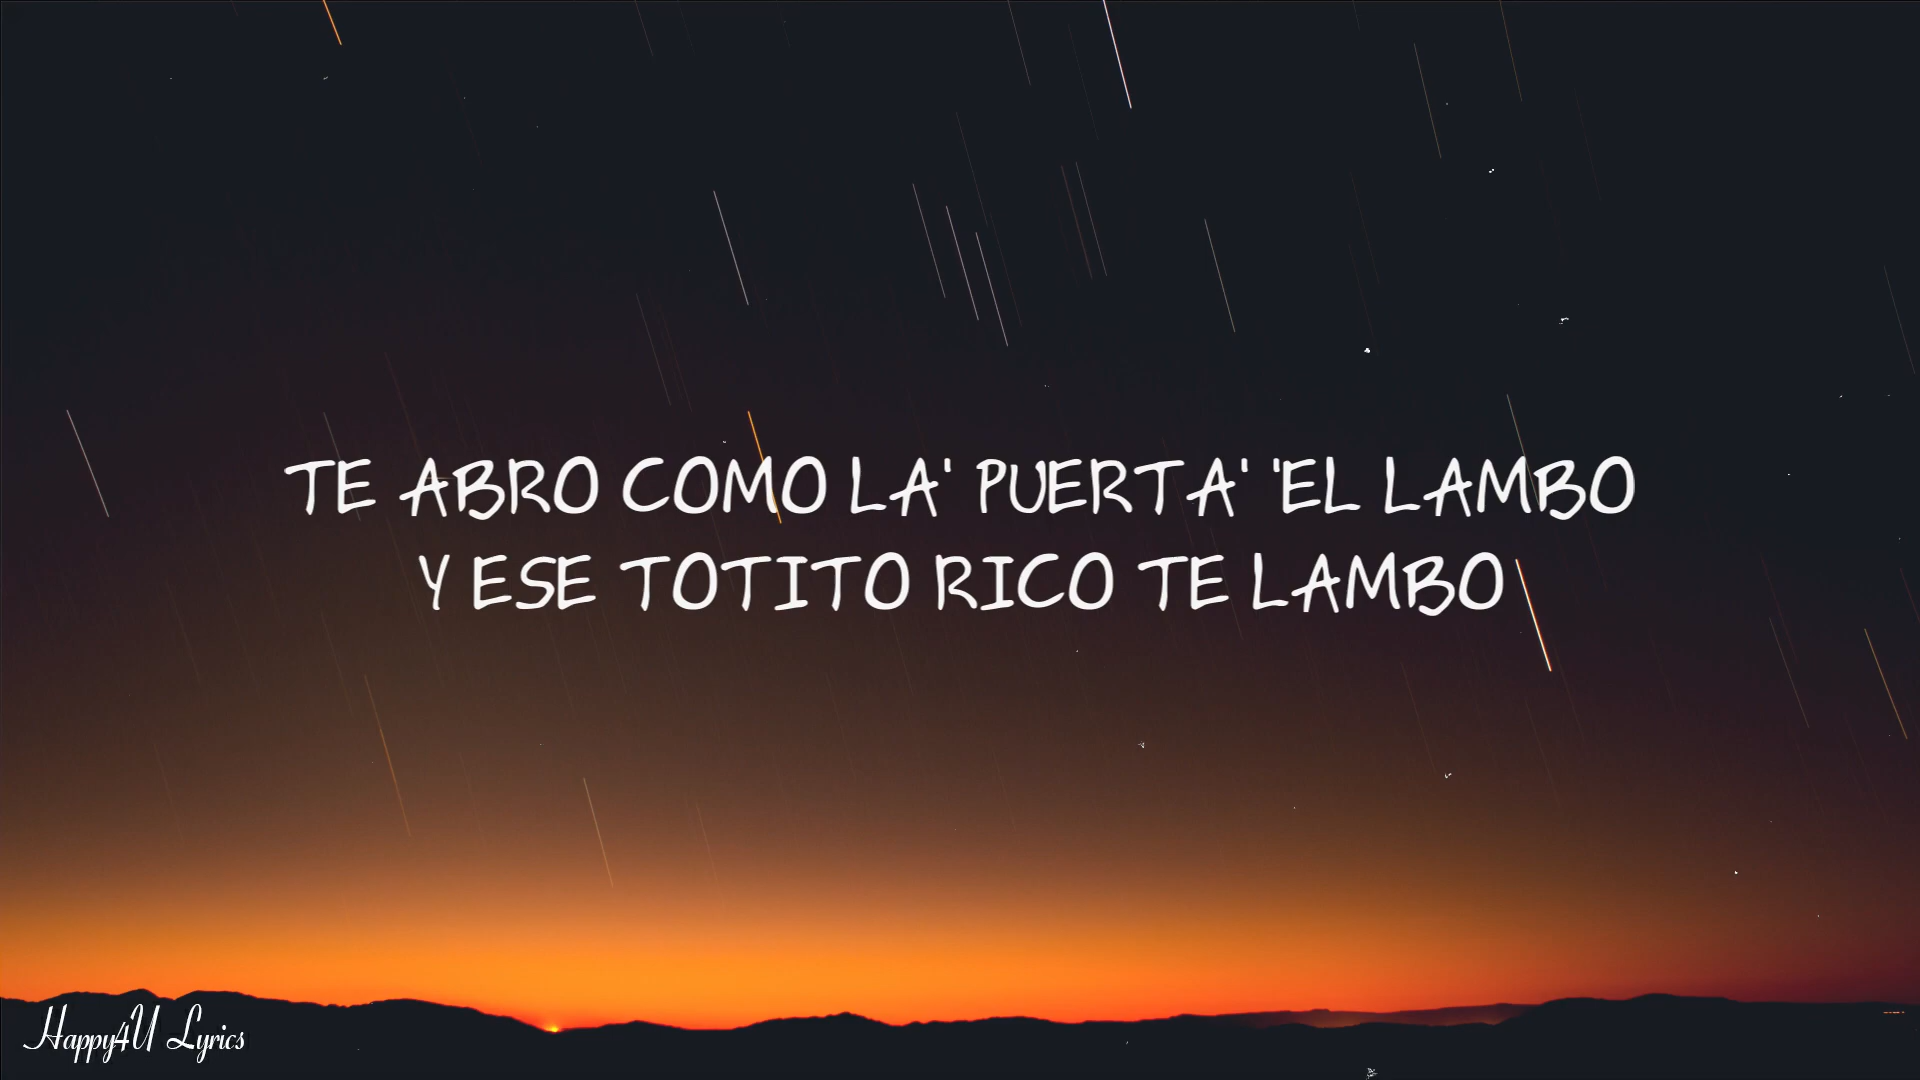 TE ABRO COMO LA' PUERTA' 'EL LAMBO
Y ESE TOTITO RICO TE LAMBO
Happy4U Lyrics